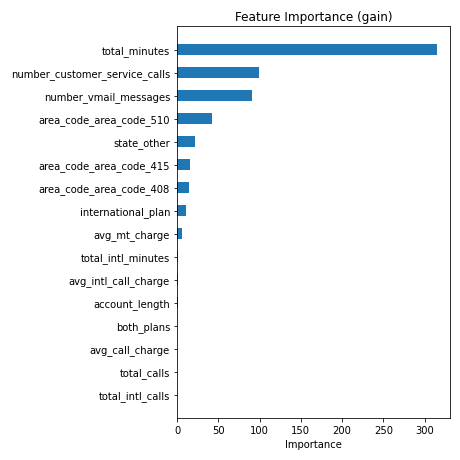 Feature Importance (gain)
total_minutes
number_customer_service_calls
number_vmail_messages
area_code_area_code_510
state_other
area_code_area_code_415
area_code_area_code_408
international_plan
avg_mt_charge
total_intl_minutes
avg_intl_call_charge
account_length
both_plans
avg_call_charge
total_calls
total_intl_calls
0 50 100 150 200 250 300
Importance